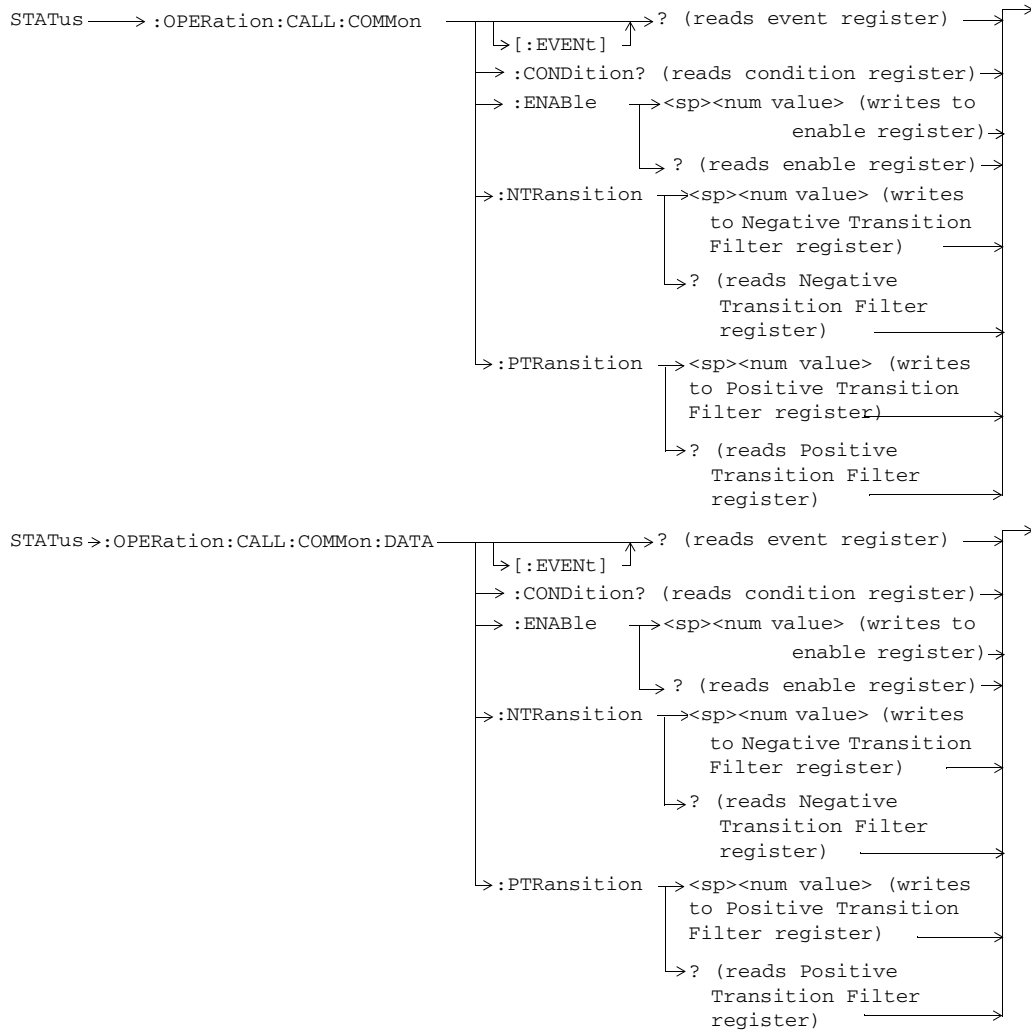 STATus :OPERation:CALL:COMMon ? (reads event register)
[:EVENt]
:CONDition? (reads condition register)
:ENABle <sp><num value> (writes to
enable register)
? (reads enable register)
:NTRansition <sp><num value> (writes
to Negative Transition
Filter register)
? (reads Negative
Transition Filter
register)
:PTRansition <sp><num value> (writes
to Positive Transition
Filter register)
? (reads Positive
Transition Filter
register)
STATus :OPERation:CALL:COMMon:DATA ? (reads event register)
[:EVENt]
:CONDition? (reads condition register)
:ENABle <sp><num value> (writes to
enable register)
? (reads enable register)
:NTRansition <sp><num value> (writes
to Negative Transition
Filter register)
? (reads Negative
Transition Filter
register)
:PTRansition <sp><num value> (writes
to Positive Transition
Filter register)
? (reads Positive
Transition Filter
register)